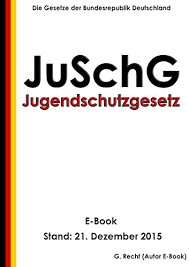 Die Gesetze der Bundesrepublik Deutschland
JuSchG
Jugendschutzgesetz
E-Book
Stand: 21. Dezember 2015
G. Recht (Autor E-Book)